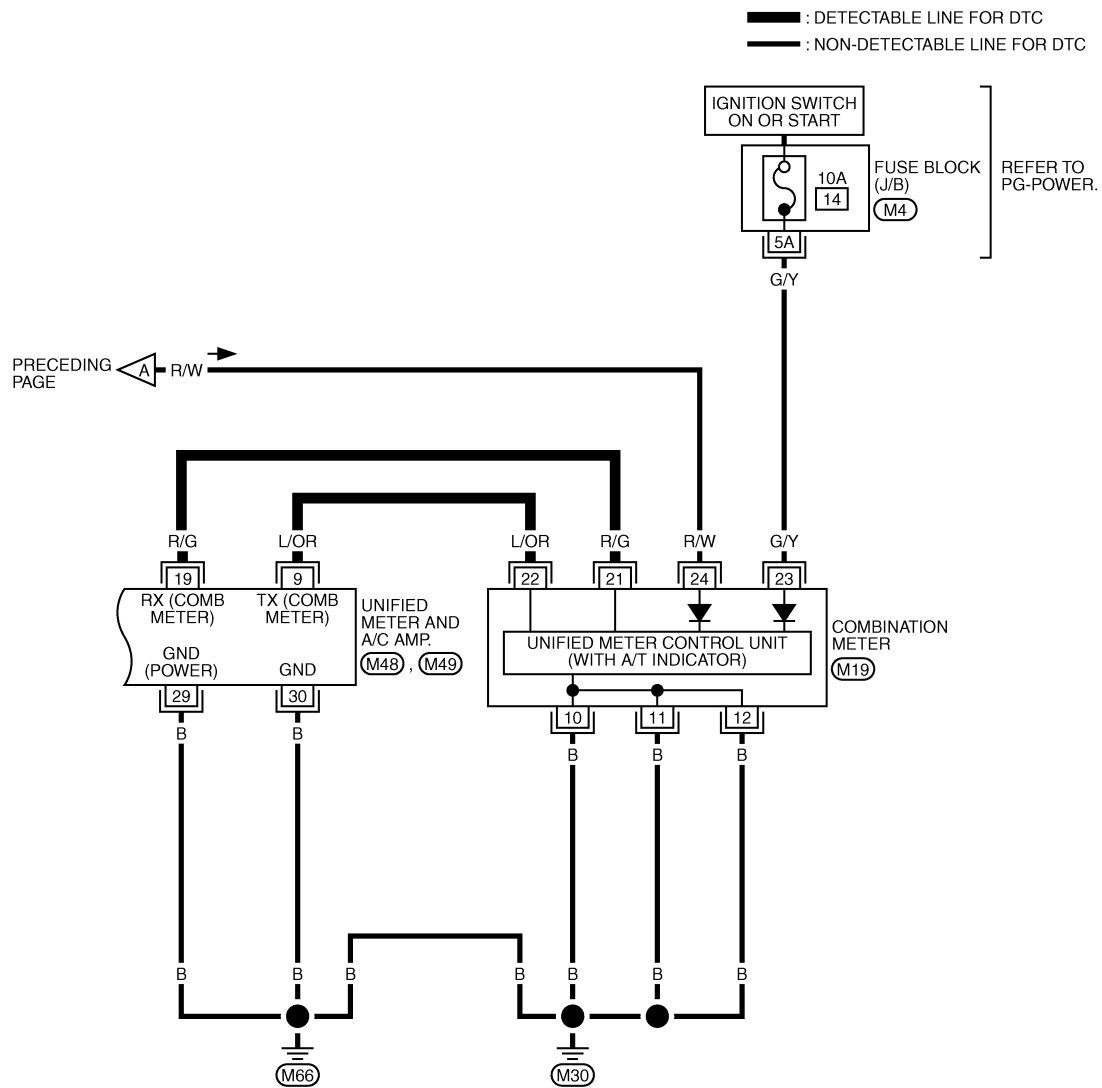 : DETECTABLE LINE FOR DTC
: NON-DETECTABLE LINE FOR DTC
IGNITION SWITCH
ON OR START
10A
14
FUSE BLOCK
(J/B)
M4
REFER TO
PG-POWER.
5A
G/Y
PRECEDING
PAGE
A
R/W
R/G
L/OR
L/OR
R/G
R/W
G/Y
19
9
22
21
24
23
RX (COMB
METER)
TX (COMB
METER)
GND
(POWER)
GND
UNIFIED
METER AND
A/C AMP.
M48 , M49
UNIFIED METER CONTROL UNIT
(WITH A/T INDICATOR)
COMBINATION
METER
M19
29
30
10
11
12
B
B
B
B
B
B
B
B
B
B
B
B
M66
M30